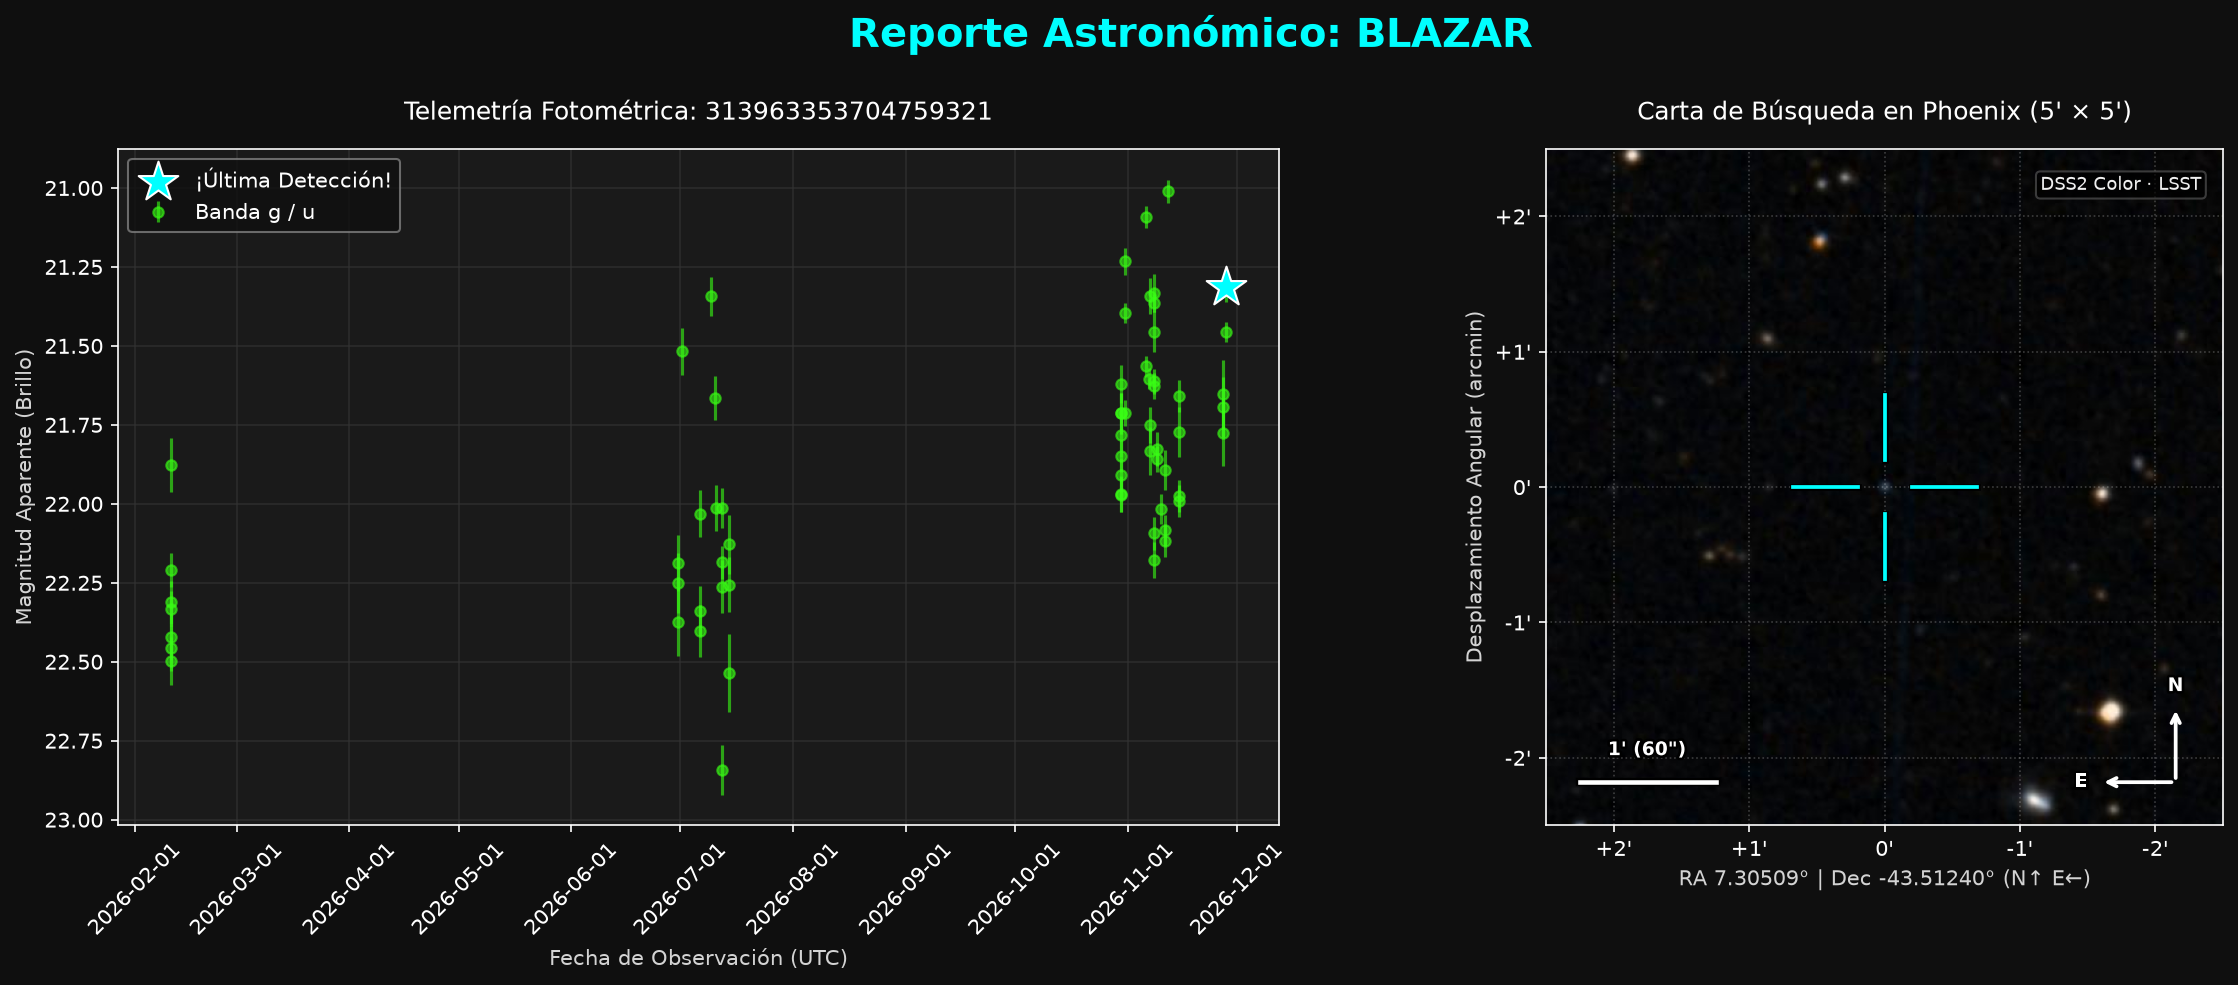 Reporte Astronómico: BLAZAR
Telemetría Fotométrica: 313963353704759321
¡Última Detección!
Banda g / u
Magnitud Aparente (Brillo)
21.00
21.25
21.50
21.75
22.00
22.25
22.50
22.75
23.00
2026-02-01
2026-03-01
2026-04-01
2026-05-01
2026-06-01
2026-07-01
2026-08-01
2026-09-01
2026-10-01
2026-11-01
2026-12-01
Fecha de Observación (UTC)
Carta de Búsqueda en Phoenix (5' × 5')
DSS2 Color · LSST
Desplazamiento Angular (arcmin)
+2'
+1'
0'
-1'
-2'
N
E
1' (60")
+2'
+1'
0'
-1'
-2'
RA 7.30509° | Dec -43.51240° (N↑ E←)